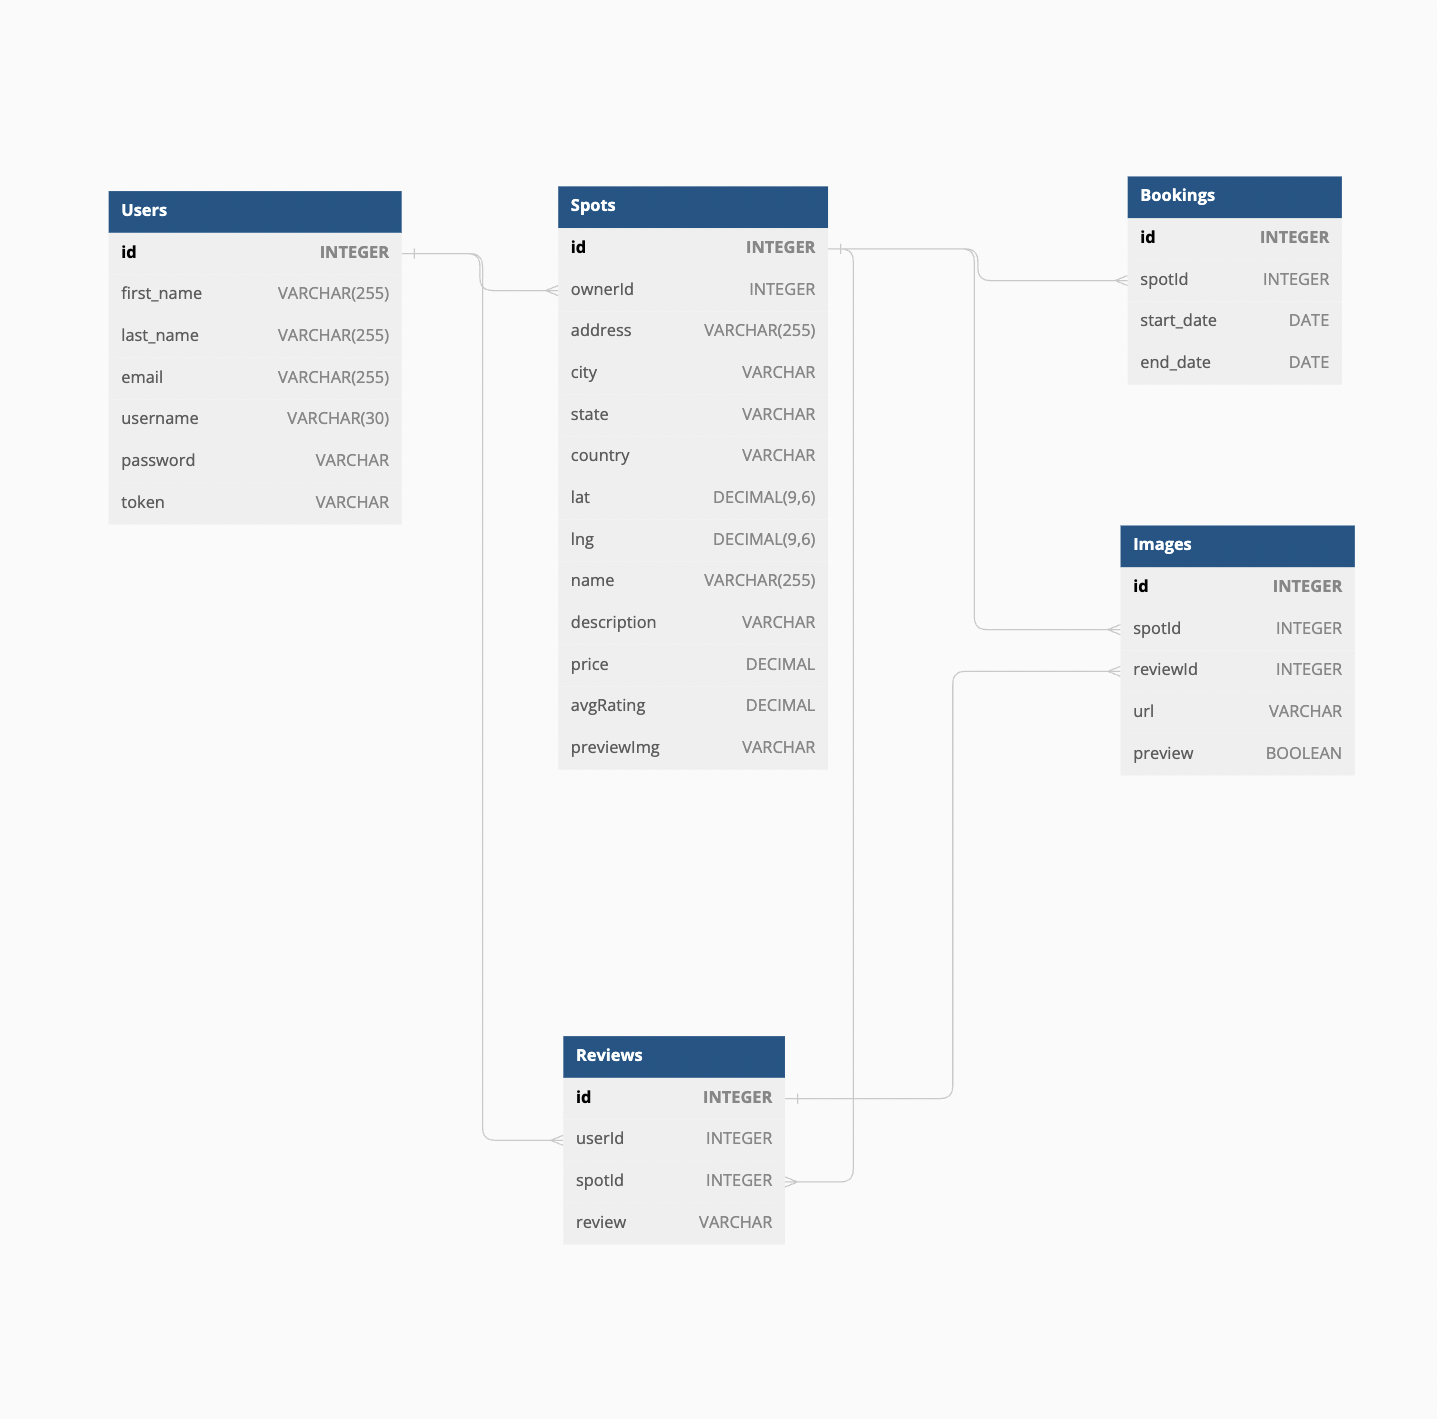 Users
id INTEGER
first_name VARCHAR(255)
last_name VARCHAR(255)
email VARCHAR(255)
username VARCHAR(30)
password VARCHAR
token VARCHAR
Spots
id INTEGER
ownerId INTEGER
address VARCHAR(255)
city VARCHAR
state VARCHAR
country VARCHAR
lat DECIMAL(9,6)
lng DECIMAL(9,6)
name VARCHAR(255)
description VARCHAR
price DECIMAL
avgRating DECIMAL
previewImg VARCHAR
Bookings
id INTEGER
spotId INTEGER
start_date DATE
end_date DATE
Images
id INTEGER
spotId INTEGER
reviewId INTEGER
url VARCHAR
preview BOOLEAN
Reviews
id INTEGER
userId INTEGER
spotId INTEGER
review VARCHAR